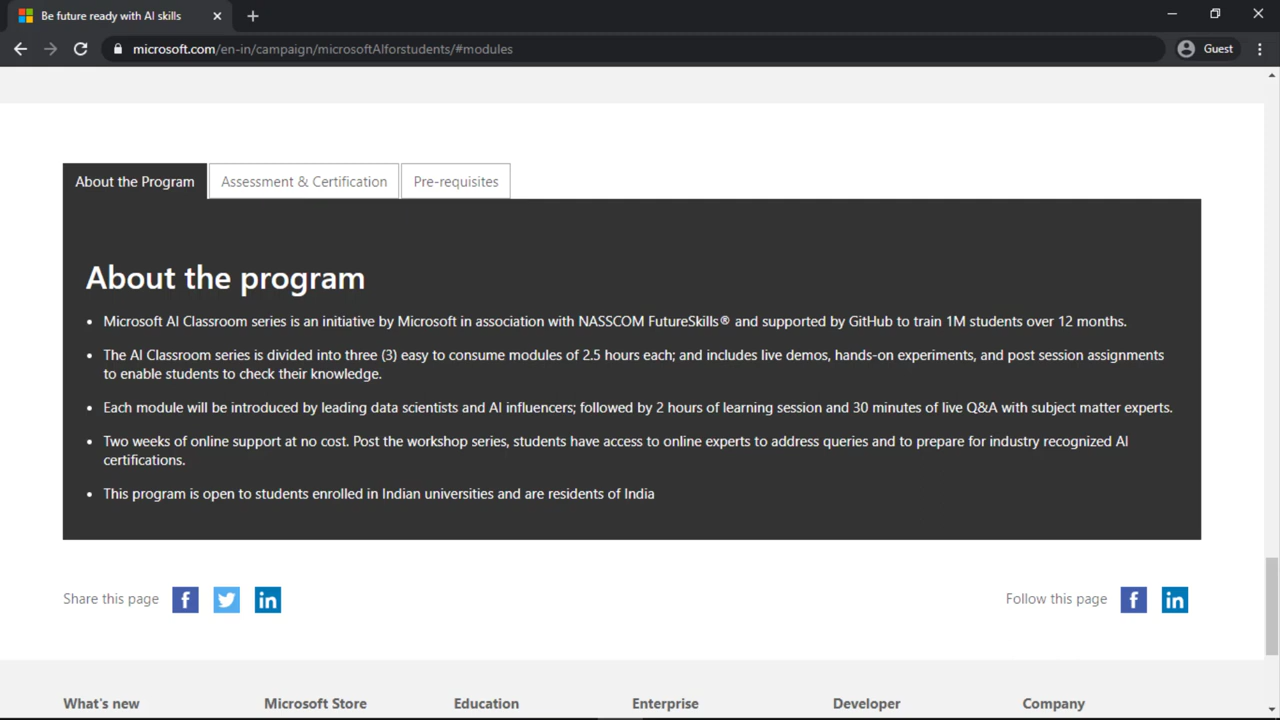 Be future ready with AI skills
microsoft.com/en-in/campaign/microsoftAIforstudents/#modules
Guest
About the Program
Assessment & Certification
Pre-requisites
About the program
• Microsoft AI Classroom series is an initiative by Microsoft in association with NASSCOM FutureSkills® and supported by GitHub to train 1M students over 12 months.
• The AI Classroom series is divided into three (3) easy to consume modules of 2.5 hours each; and includes live demos, hands-on experiments, and post session assignments
to enable students to check their knowledge.
• Each module will be introduced by leading data scientists and AI influencers; followed by 2 hours of learning session and 30 minutes of live Q&A with subject matter experts.
• Two weeks of online support at no cost. Post the workshop series, students have access to online experts to address queries and to prepare for industry recognized AI
certifications.
• This program is open to students enrolled in Indian universities and are residents of India
Share this page f in
Follow this page f in
What's new
Microsoft Store
Education
Enterprise
Developer
Company